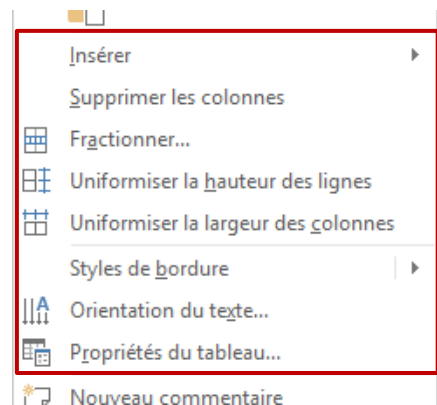 Insérer
Supprimer les colonnes
Fractionner...
Uniformiser la hauteur des lignes
Uniformiser la largeur des colonnes
Styles de bordure
Orientation du texte...
Propriétés du tableau...
Nouveau commentaire